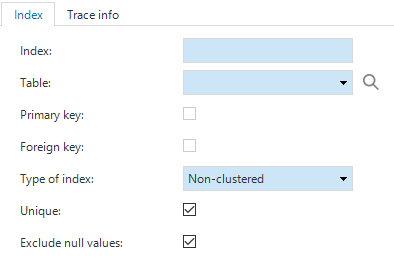 Index Trace info
Index:
Table:
Primary key:
Foreign key:
Type of index: Non-clustered
Unique:
Exclude null values: